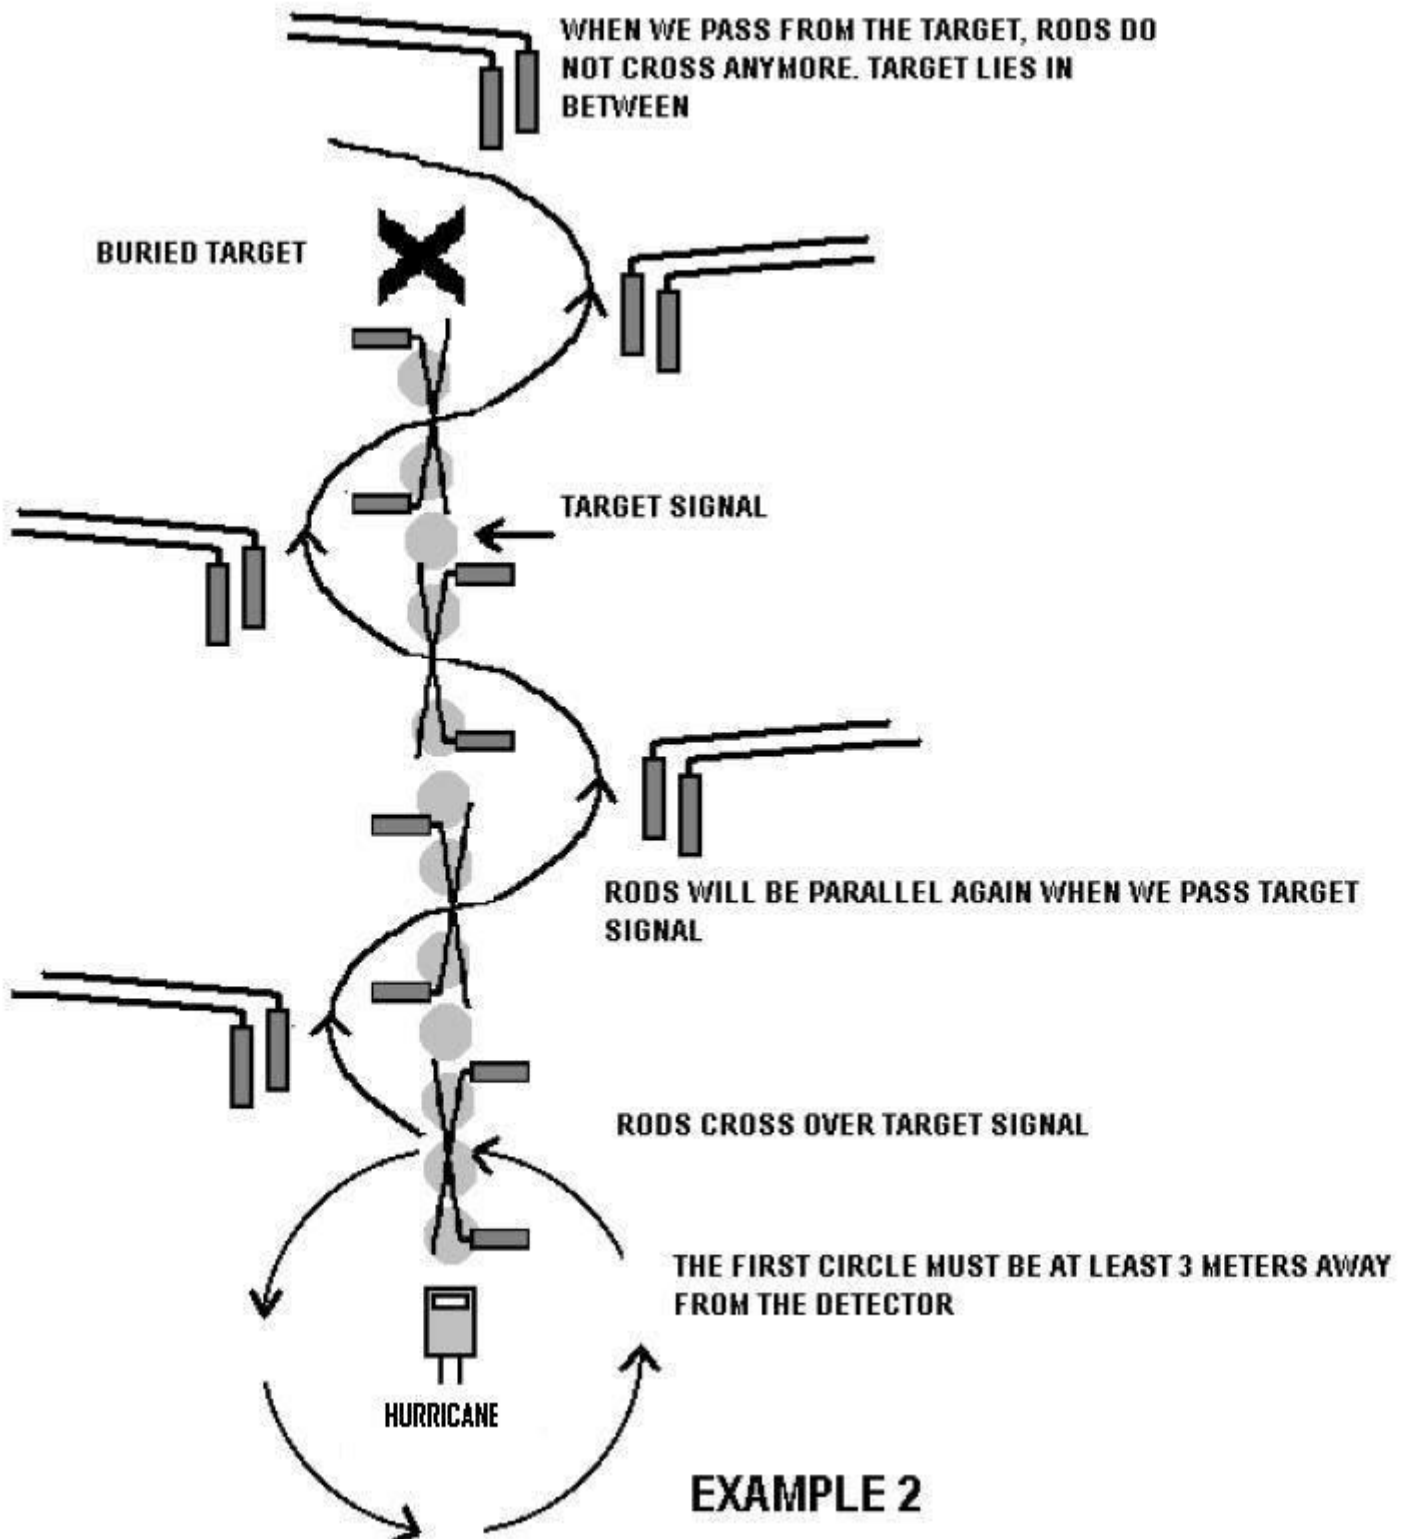 WHEN WE PASS FROM THE TARGET, RODS DO
NOT CROSS ANYMORE. TARGET LIES IN
BETWEEN
BURIED TARGET
TARGET SIGNAL
RODS WILL BE PARALLEL AGAIN WHEN WE PASS TARGET
SIGNAL
RODS CROSS OVER TARGET SIGNAL
THE FIRST CIRCLE MUST BE AT LEAST 3 METERS AWAY
FROM THE DETECTOR
HURRICANE
EXAMPLE 2